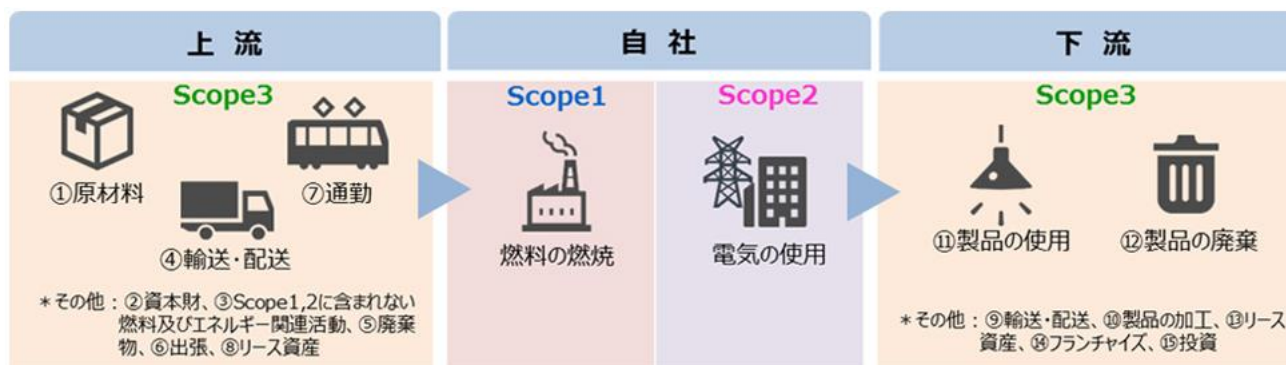 上 流
Scope3
①原材料
⑦通勤
④輸送・配送
＊その他：②資本財、③Scope1,2に含まれない
燃料及びエネルギー関連活動、⑤廃棄
物、⑥出張、⑧リース資産
自 社
Scope1
燃料の燃焼
Scope2
電気の使用
下 流
Scope3
⑪製品の使用
⑫製品の廃棄
＊その他：⑨輸送・配送、⑩製品の加工、⑬リース
資産、⑭フランチャイズ、⑮投資